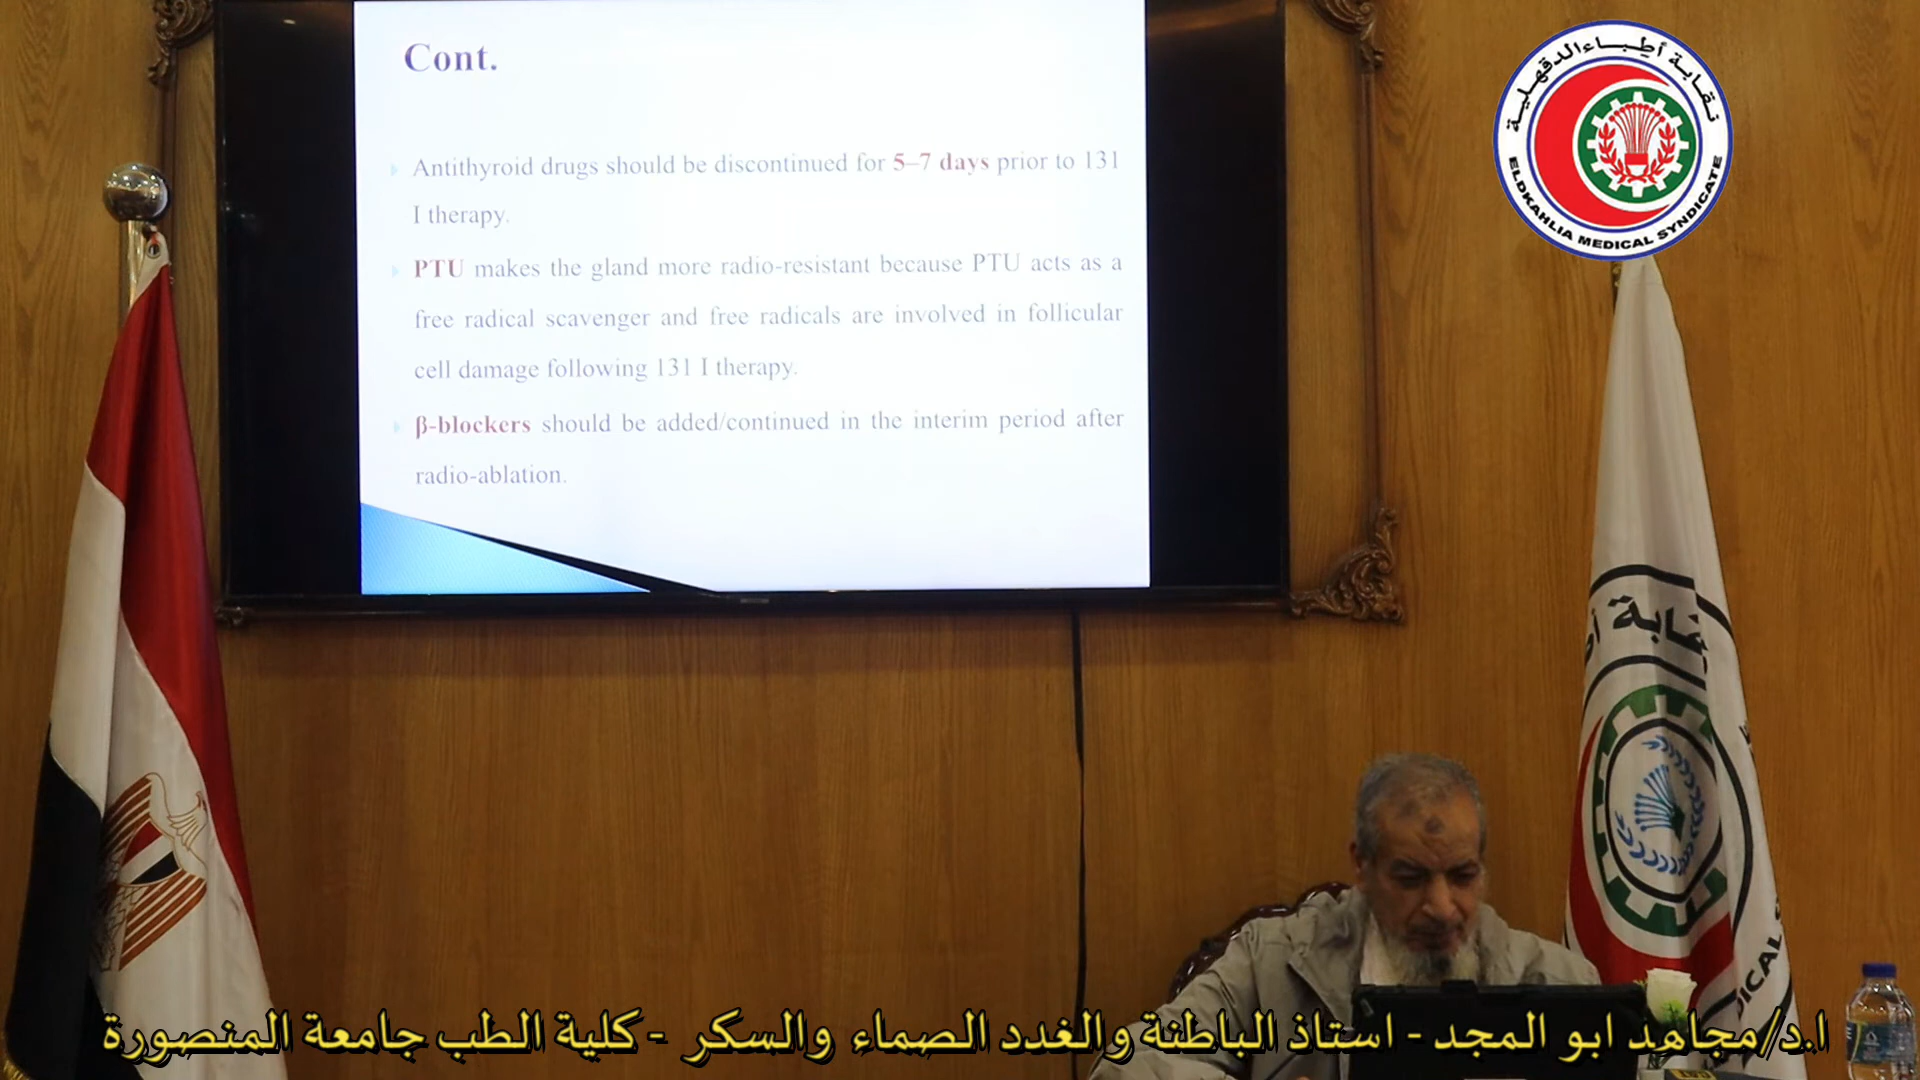 Cont.
Antithyroid drugs should be discontinued for 5–7 days prior to 131
I therapy.
PTU makes the gland more radio-resistant because PTU acts as a
free radical scavenger and free radicals are involved in follicular
cell damage following 131 I therapy.
β-blockers should be added/continued in the interim period after
radio-ablation.
نقابة أطباء الدقهلية
ELDKAHLIA MEDICAL SYNDICATE
نقابة
ا.د/مجاهد ابو المجد - استاذ الباطنة والغدد الصماء والسكر - كلية الطب جامعة المنصورة